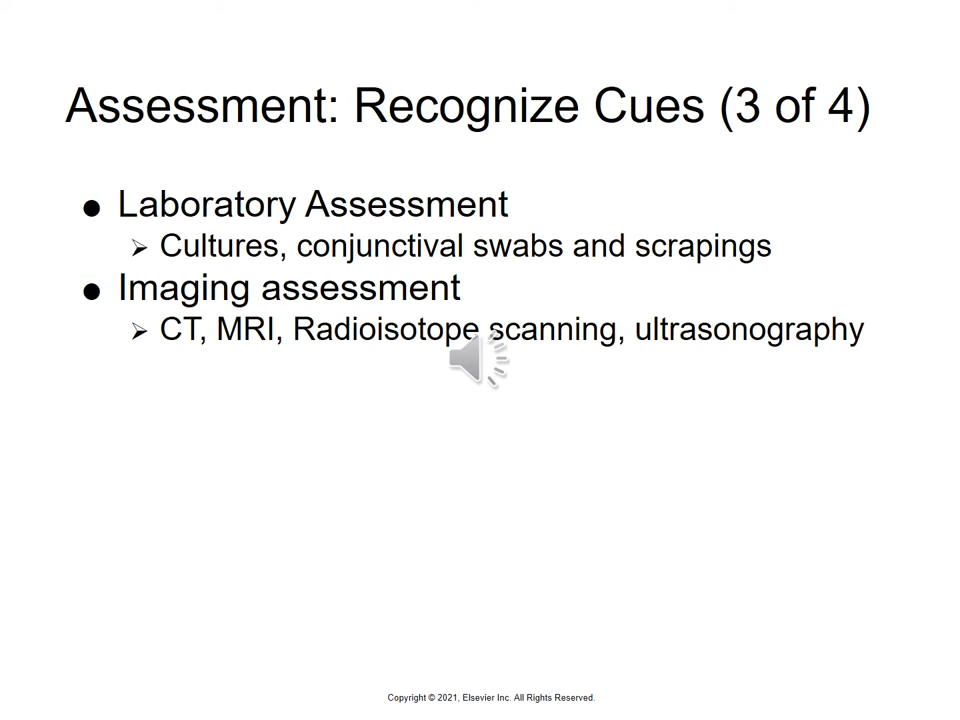 Assessment: Recognize Cues (3 of 4)
● Laboratory Assessment
➢ Cultures, conjunctival swabs and scrapings
● Imaging assessment
➢ CT, MRI, Radioisotope scanning, ultrasonography
Copyright © 2021, Elsevier Inc. All Rights Reserved.